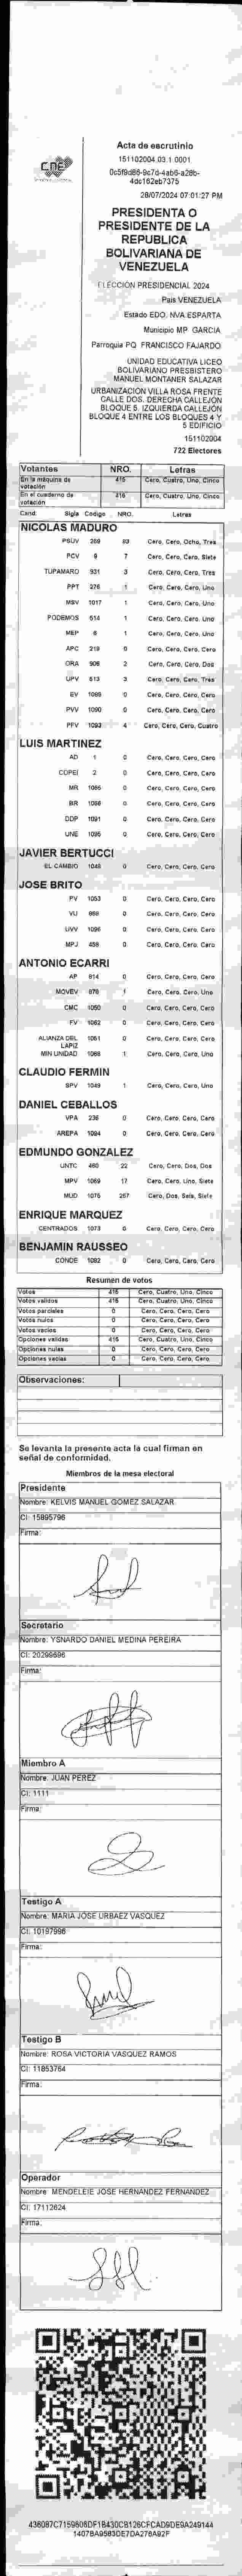 CNE
Acta de escrutinio
151102004.03.1.0001
28/07/2024 07:01:27 PM
PRESIDENTA O
PRESIDENTE DE LA
REPUBLICA
BOLIVARIANA DE
VENEZUELA
ELECCION PRESIDENCIAL 2024
Pais VENEZUELA
Estado EDO. NVA ESPARTA
Municipio MP GARCIA
Parroquia PQ FRANCISCO FAJARDO
UNIDAD EDUCATIVA LICEO
BOLIVARIANO PRESBISTERO
MANUEL MONTANER SALAZAR
URBANIZACIÓN VILLA ROSA FRENTE
CALLE DOS. DERECHA CALLEJÓN
BLOQUE 5. IZQUIERDA CALLEJÓN
BLOQUE 4 ENTRE LOS BLOQUES 4 Y
5 EDIFICIO
151102004
722 Electores
Votantes NRO. Letras
En la máquina de votación 415 Cero, Cuatro, Uno, Cinco
En el cuaderno de votación 415 Cero, Cuatro, Uno, Cinco
Cand: Sigla Codigo NRO. Letras
NICOLAS MADURO
PSUV 269 83 Cero, Cero, Ocho, Tres
PCV 9 7 Cero, Cero, Cero, Siete
TUPAMARO 931 3 Cero, Cero, Cero, Tres
PPT 276 1 Cero, Cero, Cero, Uno
MSV 1017 1 Cero, Cero, Cero, Uno
PODEMOS 514 1 Cero, Cero, Cero, Uno
MEP 6 1 Cero, Cero, Cero, Uno
APC 219 0 Cero, Cero, Cero, Cero
ORA 906 2 Cero, Cero, Cero, Dos
UPV 613 3 Cero, Cero, Cero, Tres
EV 1089 0 Cero, Cero, Cero, Cero
PVV 1090 0 Cero, Cero, Cero, Cero
PFV 1093 4 Cero, Cero, Cero, Cuatro
LUIS MARTINEZ
AD 1 0 Cero, Cero, Cero, Cero
COPEI 2 0 Cero, Cero, Cero, Cero
MR 1085 0 Cero, Cero, Cero, Cero
BR 1086 0 Cero, Cero, Cero, Cero
DDP 1091 0 Cero, Cero, Cero, Cero
UNE 1095 0 Cero, Cero, Cero, Cero
JAVIER BERTUCCI
EL CAMBIO 1048 0 Cero, Cero, Cero, Cero
JOSE BRITO
PV 1053 0 Cero, Cero, Cero, Cero
VU 969 0 Cero, Cero, Cero, Cero
UVV 1096 0 Cero, Cero, Cero, Cero
MPJ 458 0 Cero, Cero, Cero, Cero
ANTONIO ECARRI
AP 914 0 Cero, Cero, Cero, Cero
MOVEV 979 1 Cero, Cero, Cero, Uno
CMC 1050 0 Cero, Cero, Cero, Cero
FV 1062 0 Cero, Cero, Cero, Cero
ALIANZA DEL LAPIZ 1061 0 Cero, Cero, Cero, Cero
MIN UNIDAD 1088 1 Cero, Cero, Cero, Uno
CLAUDIO FERMIN
SPV 1049 1 Cero, Cero, Cero, Uno
DANIEL CEBALLOS
VPA 236 0 Cero, Cero, Cero, Cero
AREPA 1094 0 Cero, Cero, Cero, Cero
EDMUNDO GONZALEZ
UNTC 460 22 Cero, Cero, Dos, Dos
MPV 1069 17 Cero, Cero, Uno, Siete
MUD 1075 267 Cero, Dos, Seis, Siete
ENRIQUE MARQUEZ
CENTRADOS 1073 0 Cero, Cero, Cero, Cero
BENJAMIN RAUSSEO
CONDE 1082 0 Cero, Cero, Cero, Cero
Resumen de votos
Votos 415 Cero, Cuatro, Uno, Cinco
Votos validos 415 Cero, Cuatro, Uno, Cinco
Votos parciales 0 Cero, Cero, Cero, Cero
Votos nulos 0 Cero, Cero, Cero, Cero
Votos vacios 0 Cero, Cero, Cero, Cero
Opciones validas 415 Cero, Cuatro, Uno, Cinco
Opciones nulas 0 Cero, Cero, Cero, Cero
Opciones vacias 0 Cero, Cero, Cero, Cero
Observaciones:
Se levanta la presente acta la cual firman en
señal de conformidad.
Miembros de la mesa electoral
Presidente
Nombre: KELVIS MANUEL GOMEZ SALAZAR
CI: 15895796
Firma:
Secretario
Nombre: YSNARDO DANIEL MEDINA PEREIRA
CI: 20299696
Firma:
Miembro A
Nombre: JUAN PEREZ
CI: 1111
Firma:
Testigo A
Nombre: MARIA JOSE URBAEZ VASQUEZ
CI: 10197996
Firma:
Testigo B
Nombre: ROSA VICTORIA VASQUEZ RAMOS
CI: 11853764
Firma:
Operador
Nombre: MENDELEIE JOSE HERNANDEZ FERNANDEZ
CI: 17112624
Firma: